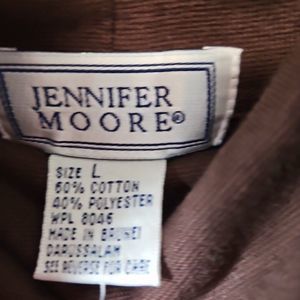 JENNIFER
MOORE®
SIZE L
60% COTTON
40% POLYESTER
WPL 8046
MADE IN BRUNEI
DARUSSALAM
SEE REVERSE FOR CARE